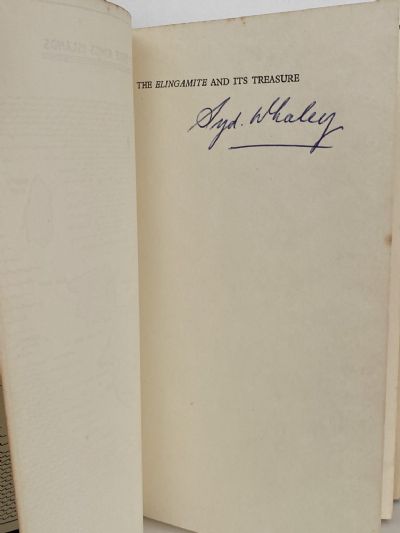 THE ELINGAMITE AND ITS TREASURE
Syd. Whaley